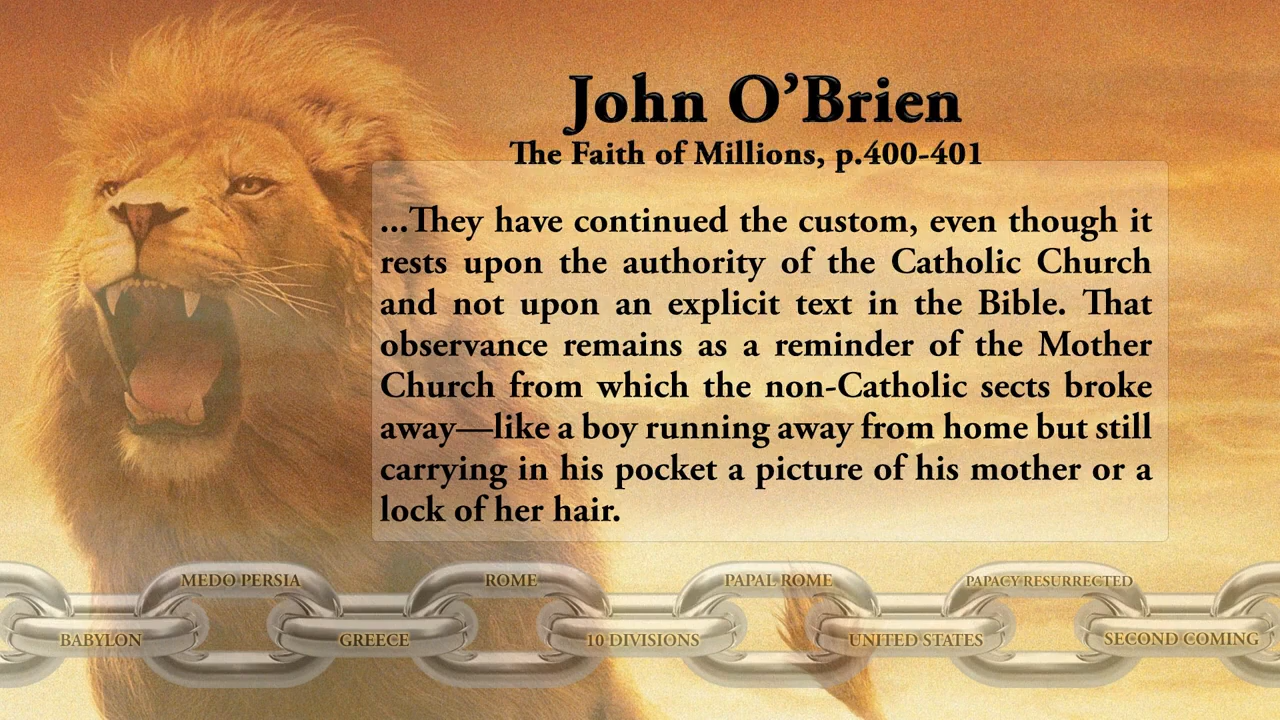 John O’Brien
The Faith of Millions, p.400-401
...They have continued the custom, even though it
rests upon the authority of the Catholic Church
and not upon an explicit text in the Bible. That
observance remains as a reminder of the Mother
Church from which the non-Catholic sects broke
away—like a boy running away from home but still
carrying in his pocket a picture of his mother or a
lock of her hair.
MEDO PERSIA ROME PAPAL ROME PAPACY RESURRECTED
BABYLON GREECE 10 DIVISIONS UNITED STATES SECOND COMING